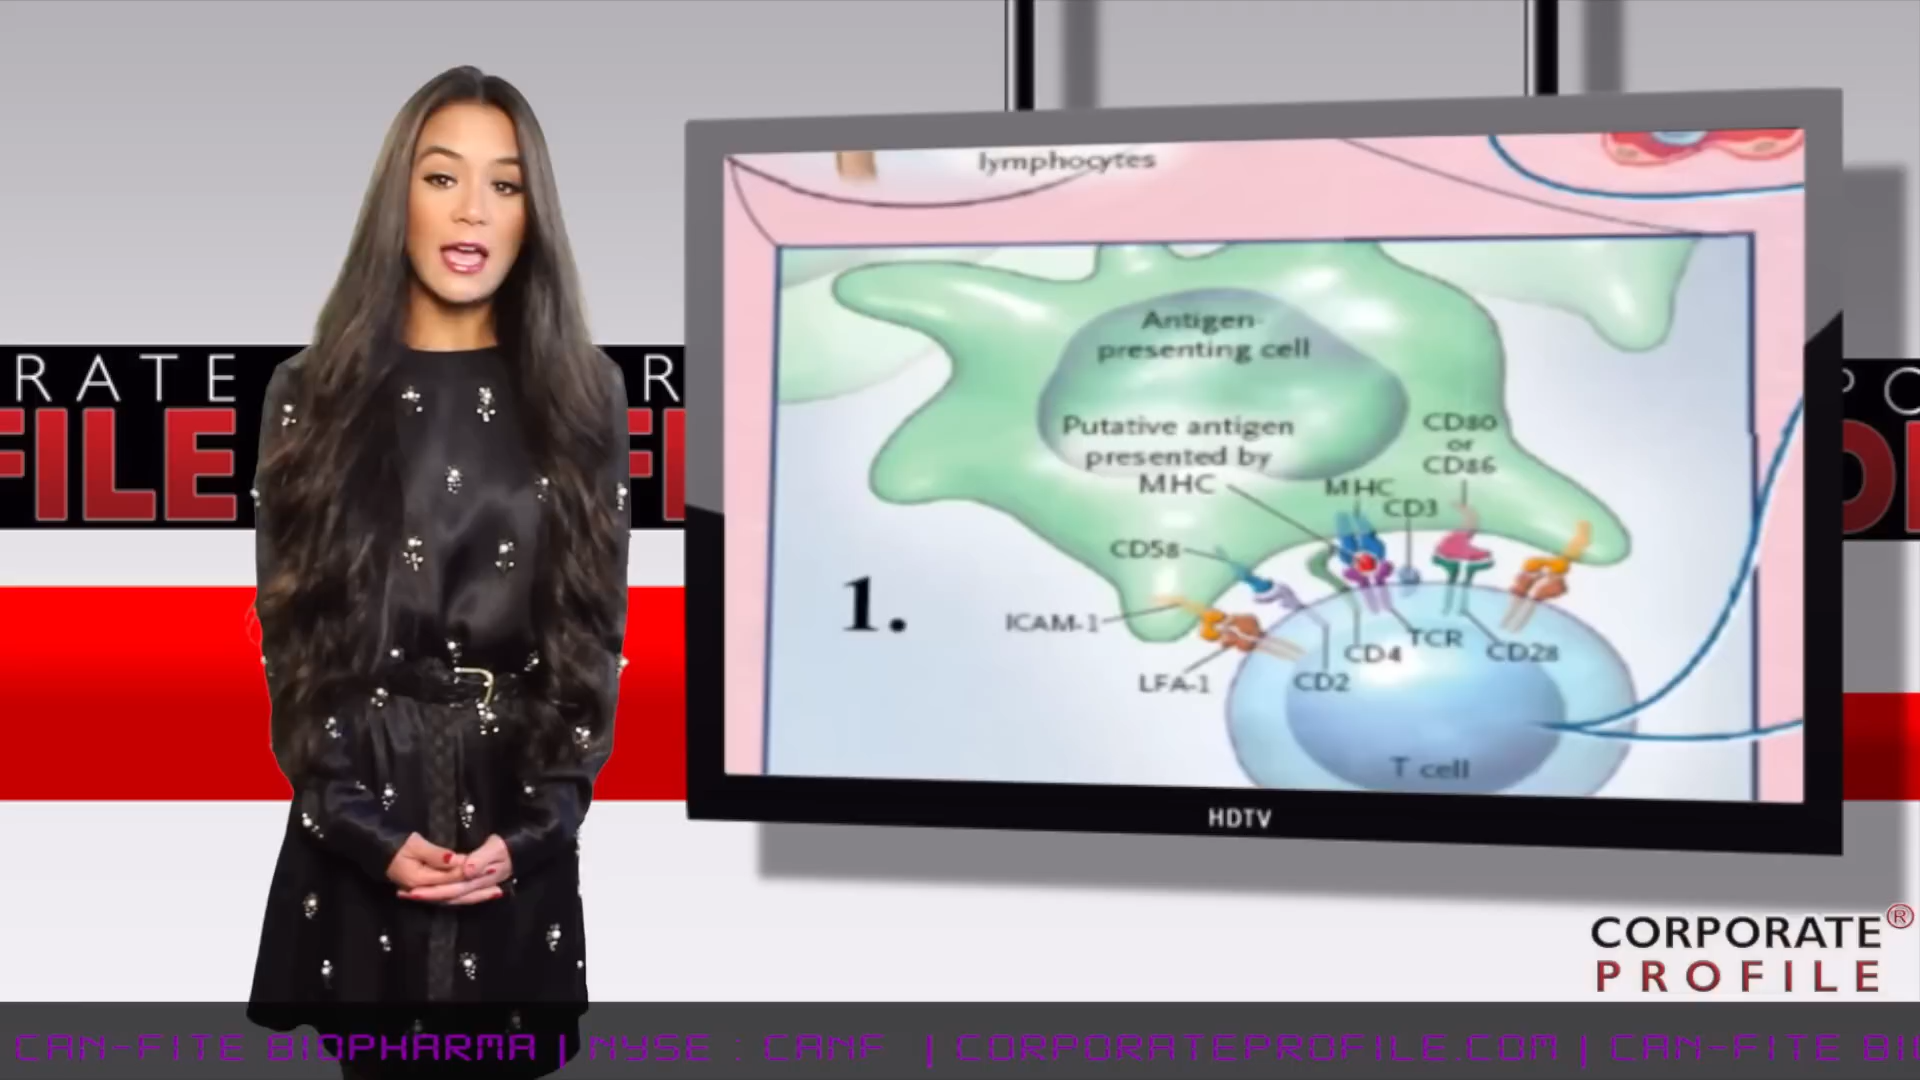 RATE
FILE
R
FI
lymphocytes
Antigen-
presenting cell
Putative antigen
presented by
MHC
CD80
or
CD86
MHC
CD3
CD58
1.
ICAM-1
LFA-1
CD2
CD4
TCR
CD28
T cell
HDTV
CORPORATE®
PROFILE
CAN-FITE BIOPHARMA | NYSE : CANF | CORPORATEPROFILE.COM | CAN-FITE BI